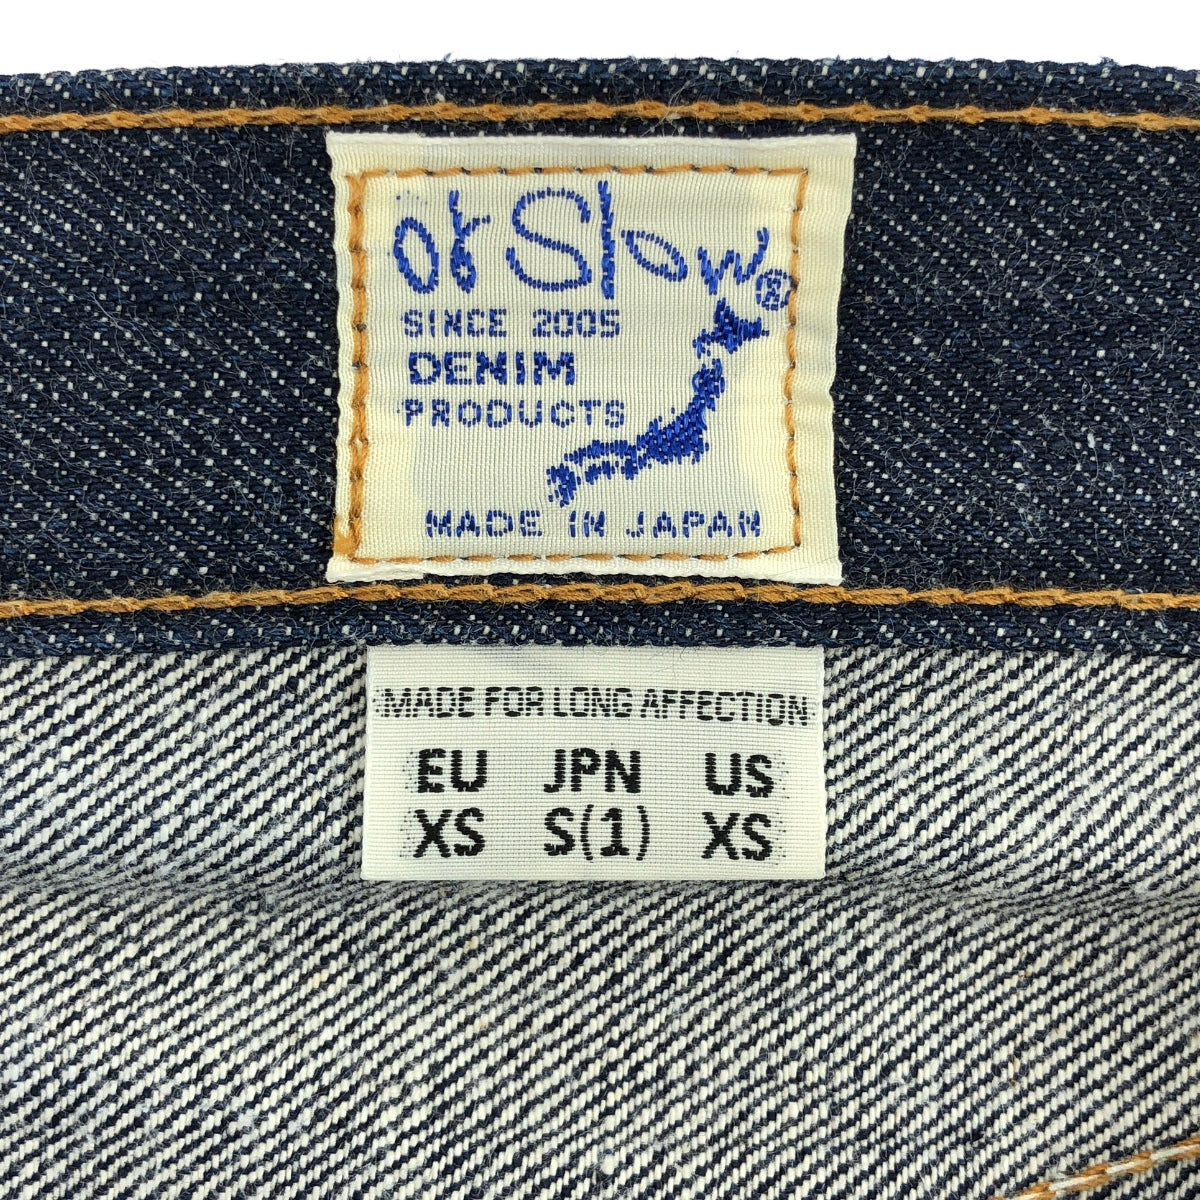 orSlow®
SINCE 2005
DENIM
PRODUCTS
MADE IN JAPAN
MADE FOR LONG AFFECTION
EU JPN US
XS S(1) XS